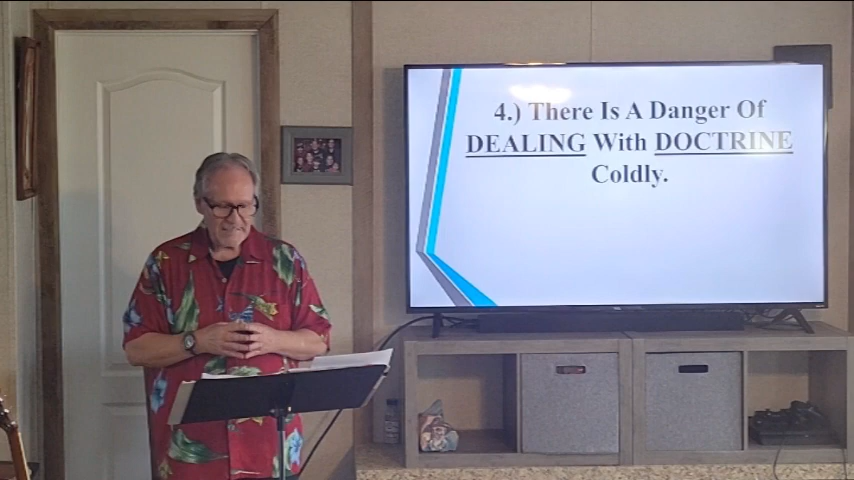 4.) There Is A Danger Of
DEALING With DOCTRINE
Coldly.